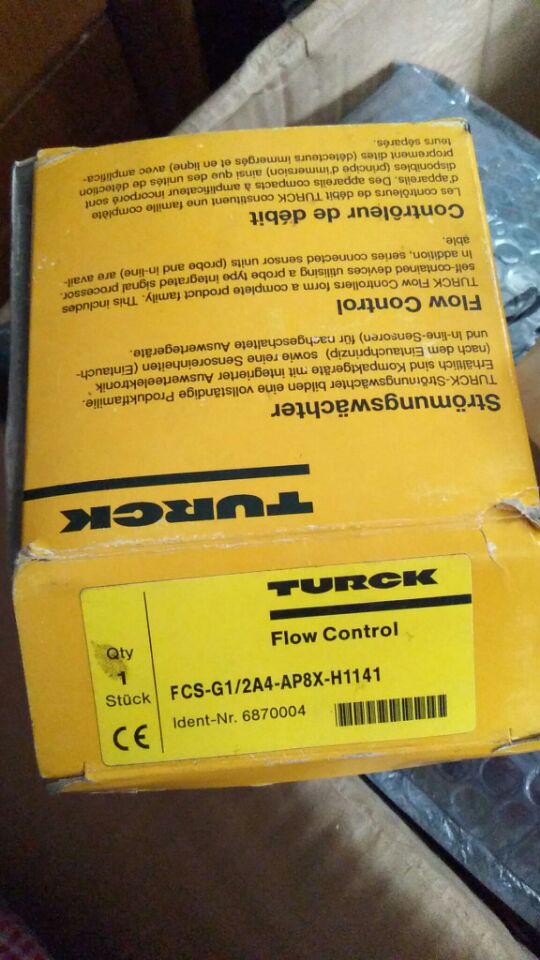 TURCK
Strömungswächter
TURCK-Strömungswächter bilden eine vollständige Produktfamilie.
Erhältlich sind Kompaktgeräte mit integrierter Auswerteelektronik
(nach dem Eintauchprinzip) sowie reine Sensoreinheiten (Eintauch-
und In-line-Sensoren) für nachgeschaltete Auswertegeräte.
Flow Control
TURCK Flow Controllers form a complete product family. This includes
self-contained devices utilising a probe type integrated signal processor.
In addition, series connected sensor units (probe and in-line) are avail-
able.
Contrôleur de débit
Les contrôleurs de débit TURCK constituent une famille complète
d'appareils. Des appareils compacts à amplificateur incorporé sont
disponibles (principe d'immersion) ainsi que des unités de détection
proprement dites (détecteurs immergés et en ligne) avec amplifica-
teurs séparés.
TURCK
Flow Control
Qty
1
Stück
FCS-G1/2A4-AP8X-H1141
Ident-Nr. 6870004
CE